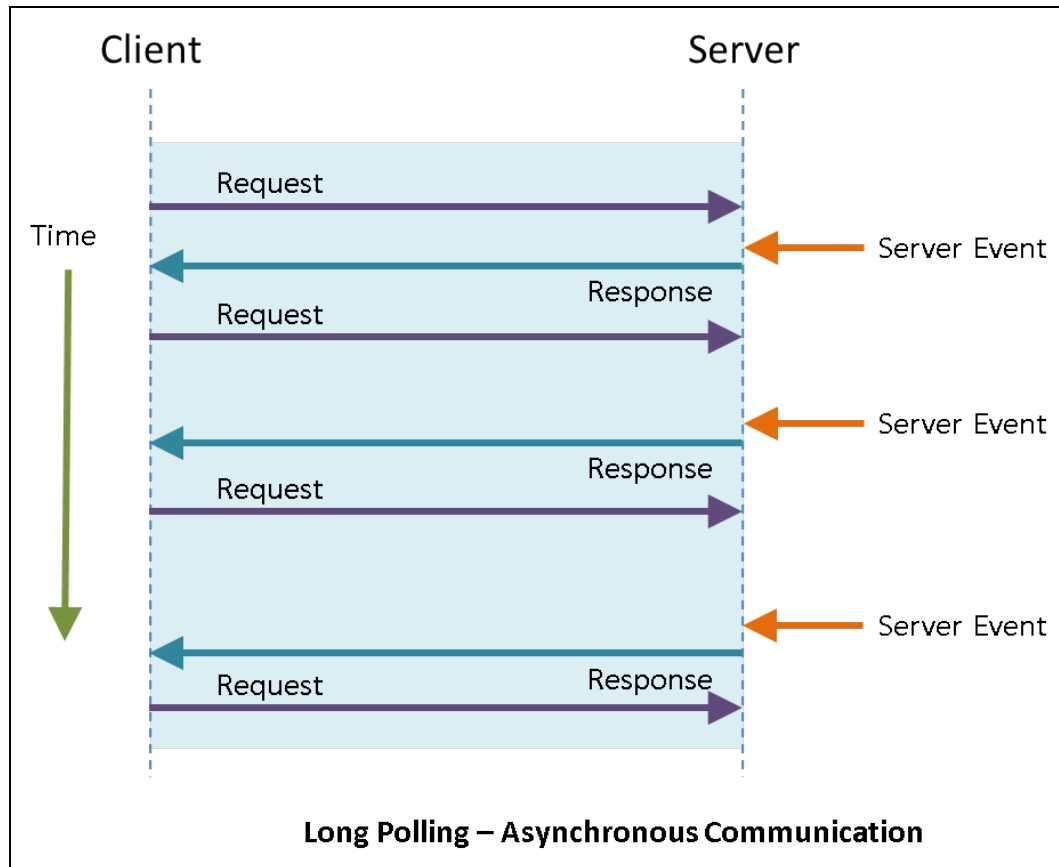 Client
Server
Request
Time
Server Event
Response
Request
Server Event
Response
Request
Server Event
Response
Request
Long Polling – Asynchronous Communication